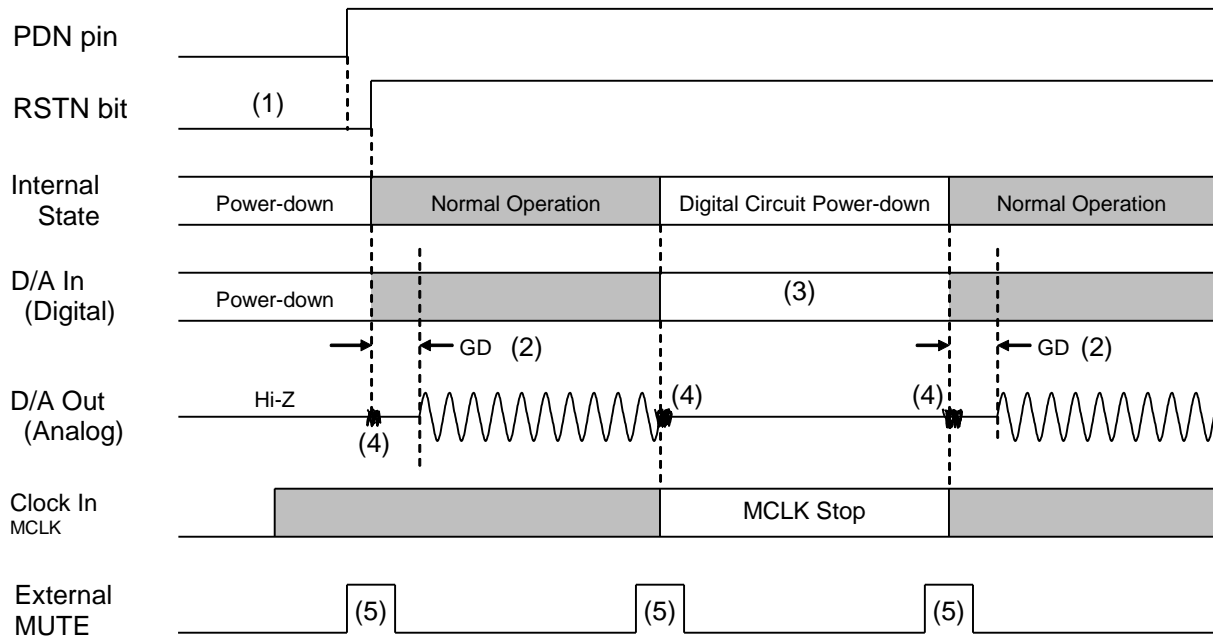 PDN pin
RSTN bit
(1)
Internal
State
Power-down
Normal Operation
Digital Circuit Power-down
Normal Operation
D/A In
(Digital)
Power-down
(3)
GD (2)
GD (2)
D/A Out
(Analog)
Hi-Z
(4)
(4)
(4)
Clock In
MCLK
MCLK Stop
External
MUTE
(5)
(5)
(5)